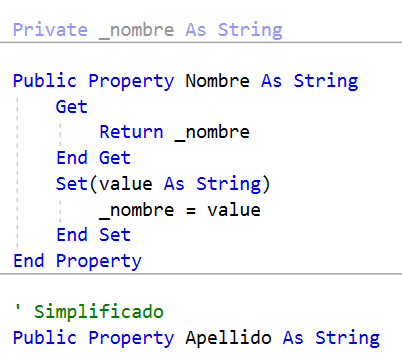 Private _nombre As String
Public Property Nombre As String
Get
Return _nombre
End Get
Set(value As String)
_nombre = value
End Set
End Property
' Simplificado
Public Property Apellido As String